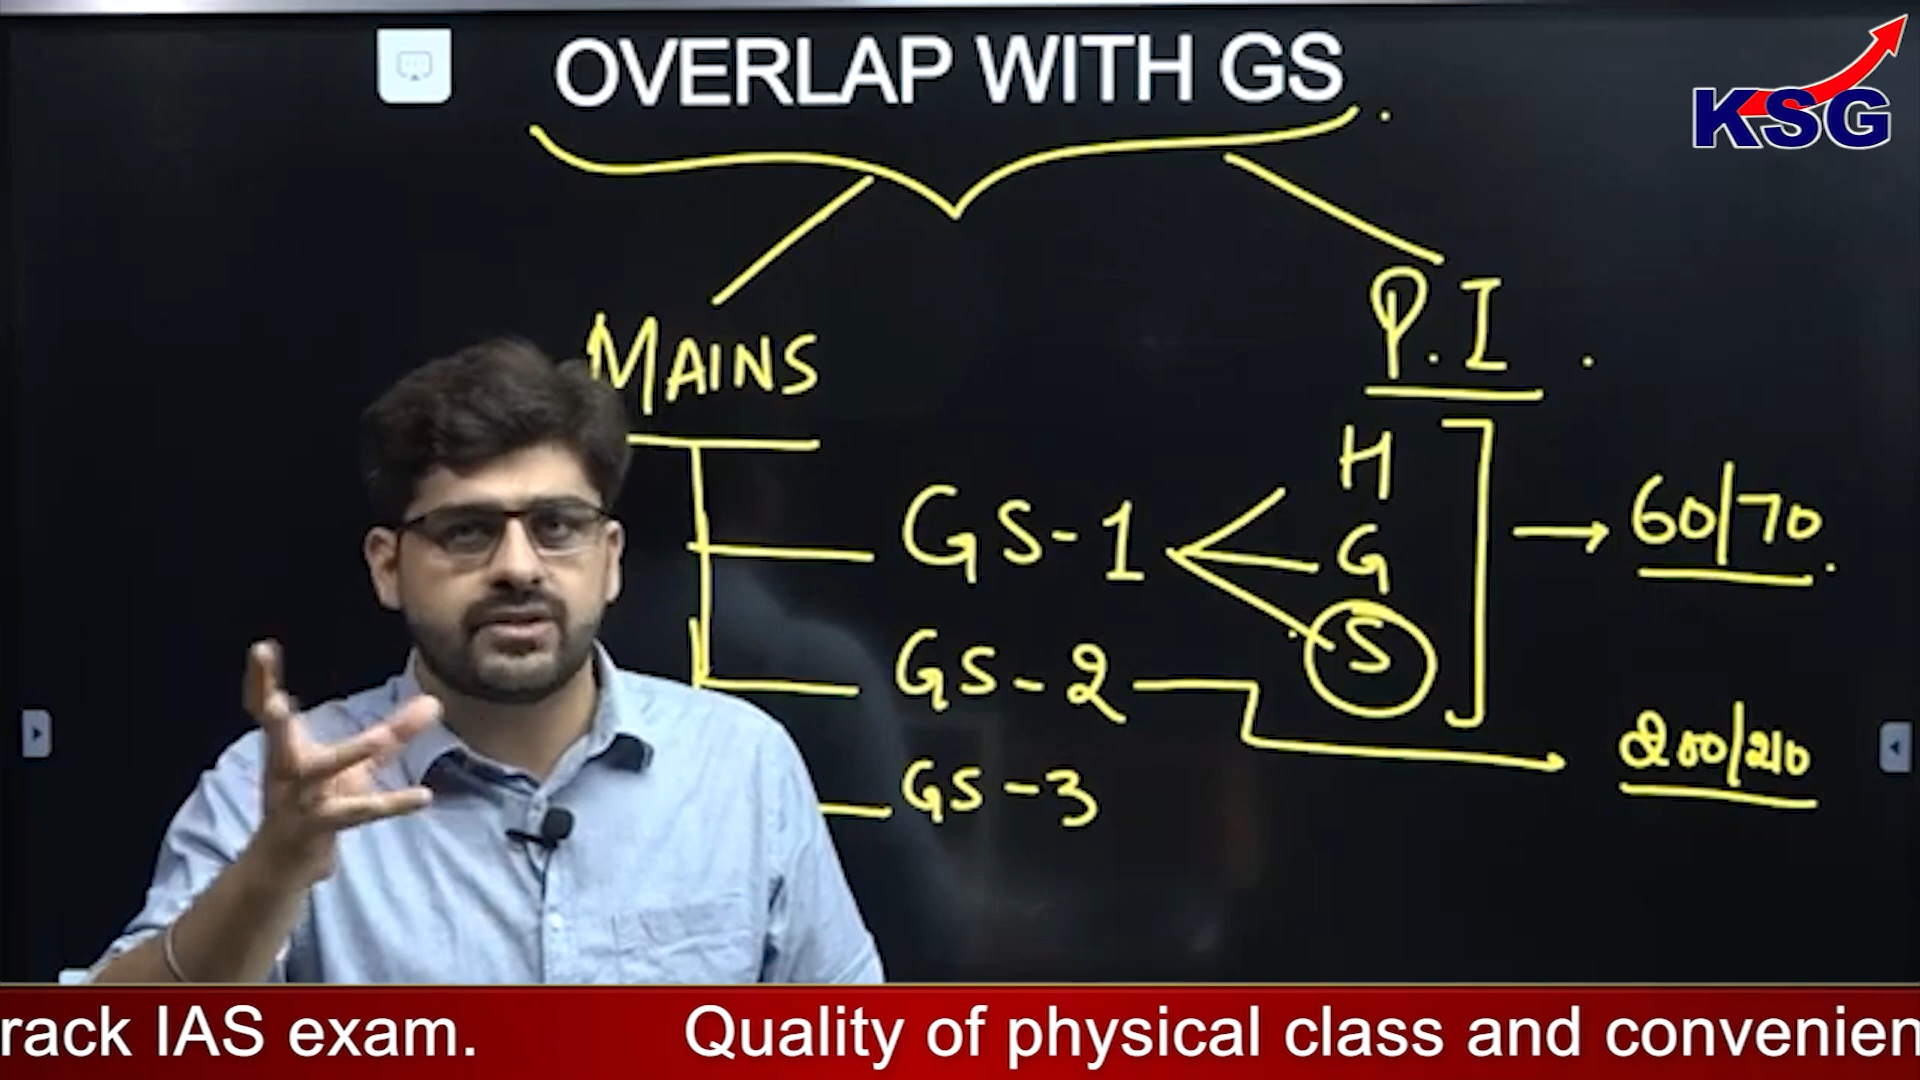 OVERLAP WITH GS
KSG
MAINS
P.I
H
GS-1
G
60/70
S
GS-2
200/210
GS-3
rack IAS exam. Quality of physical class and convenien